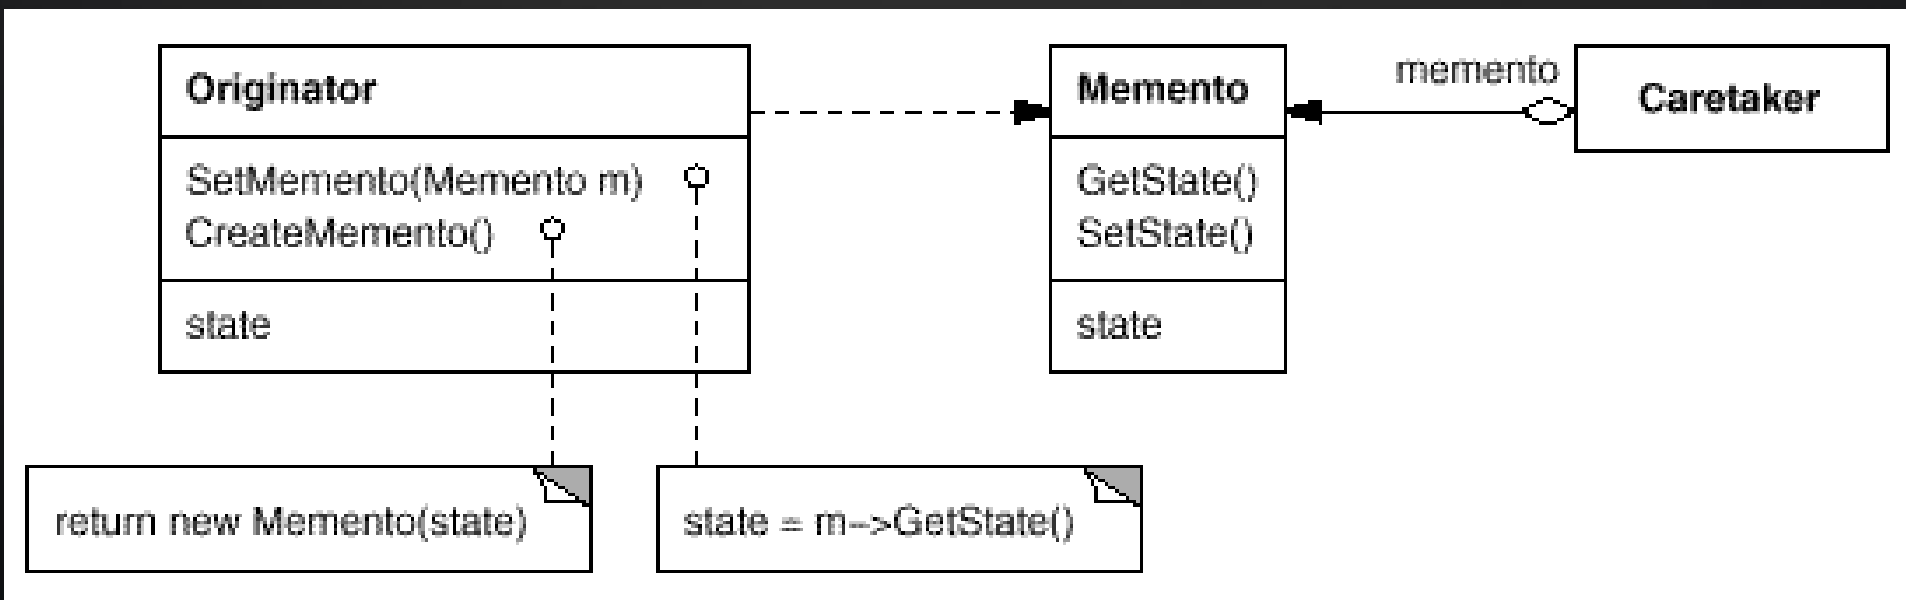 Originator
SetMemento(Memento m)
CreateMemento()
state
return new Memento(state)
state = m->GetState()
Memento
GetState()
SetState()
state
memento
Caretaker